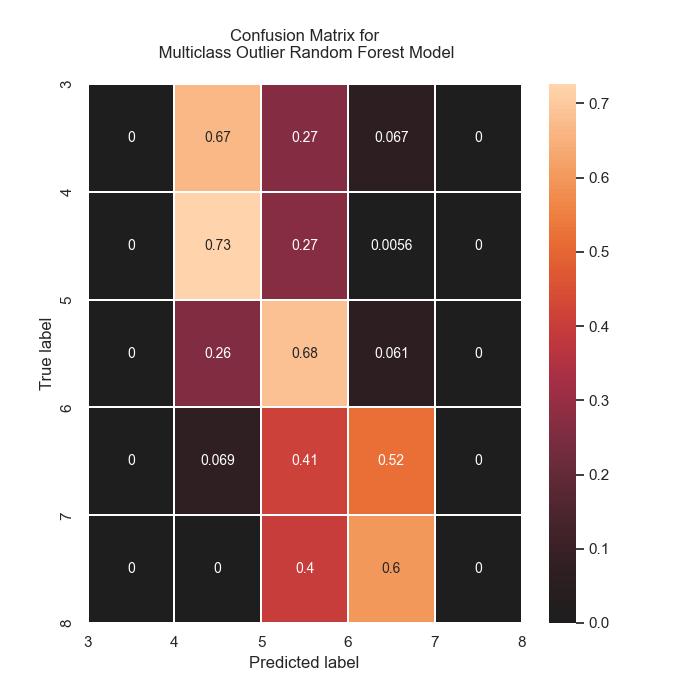 Confusion Matrix for
Multiclass Outlier Random Forest Model
3
0 0.67 0.27 0.067 0
4
0 0.73 0.27 0.0056 0
5
0 0.26 0.68 0.061 0
6
0 0.069 0.41 0.52 0
7
0 0 0.4 0.6 0
8
True label
3 4 5 6 7 8
Predicted label
0.7
0.6
0.5
0.4
0.3
0.2
0.1
0.0